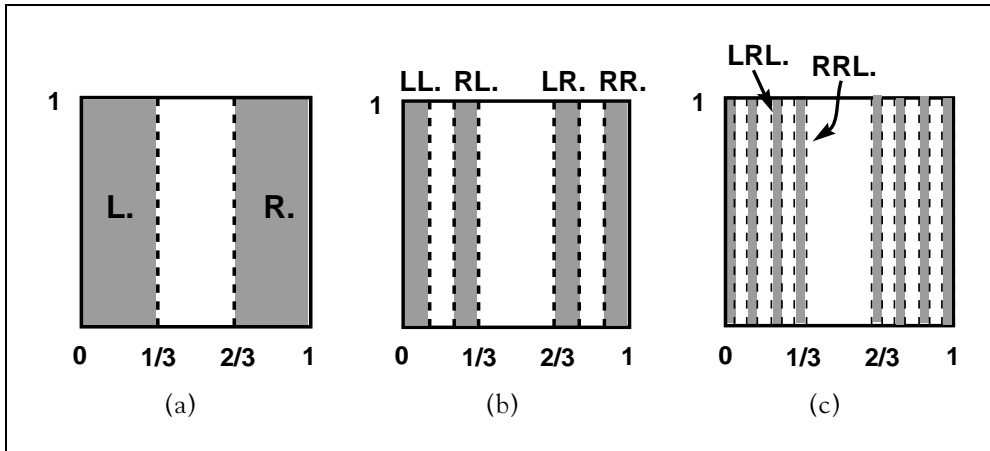 1
L. R.
0 1/3 2/3 1
(a)
LL. RL. LR. RR.
1
0 1/3 2/3 1
(b)
LRL. RRL.
1
0 1/3 2/3 1
(c)